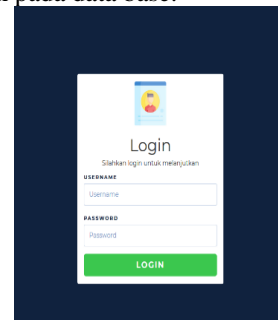 pada data base.
Login
Silahkan login untuk melanjutkan
USERNAME
Username
PASSWORD
Password
LOGIN